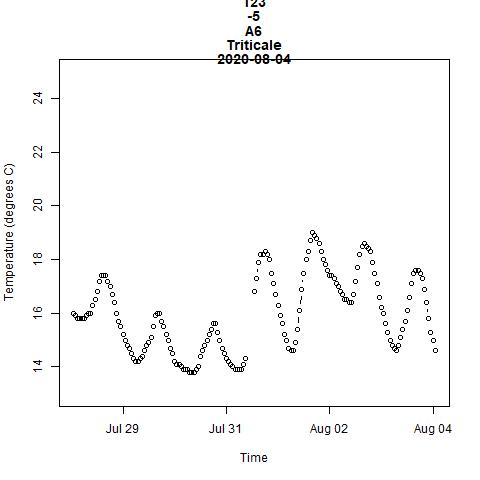 123
-5
A6
Triticale
2020-08-04
Temperature (degrees C)
24
22
20
18
16
14
Jul 29
Jul 31
Aug 02
Aug 04
Time